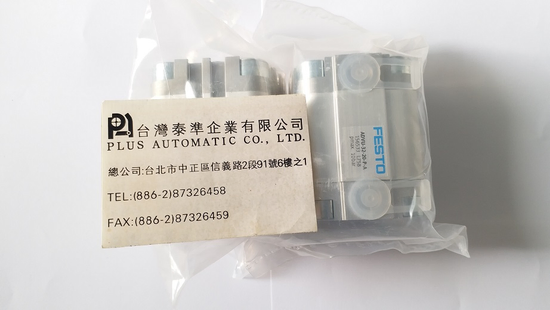 台灣泰準企業有限公司
PLUS AUTOMATIC CO., LTD.
總公司:台北市中正區信義路2段91號6樓之1
TEL:(886-2)87326458
FAX:(886-2)87326459
FESTO